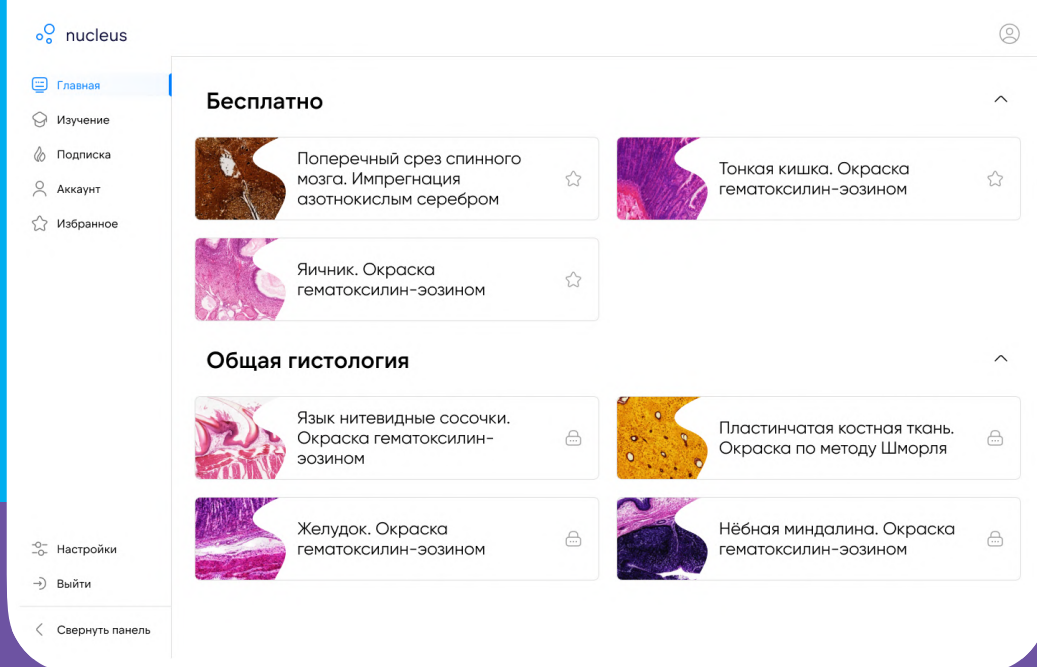 nucleus
Главная
Изучение
Подписка
Аккаунт
Избранное
Настройки
Выйти
Свернуть панель
Бесплатно
Поперечный срез спинного
мозга. Импрегнация
азотнокислым серебром
Тонкая кишка. Окраска
гематоксилин-эозином
Яичник. Окраска
гематоксилин-эозином
Общая гистология
Язык нитевидные сосочки.
Окраска гематоксилин-
эозином
Пластинчатая костная ткань.
Окраска по методу Шморля
Желудок. Окраска
гематоксилин-эозином
Нёбная миндалина. Окраска
гематоксилин-эозином